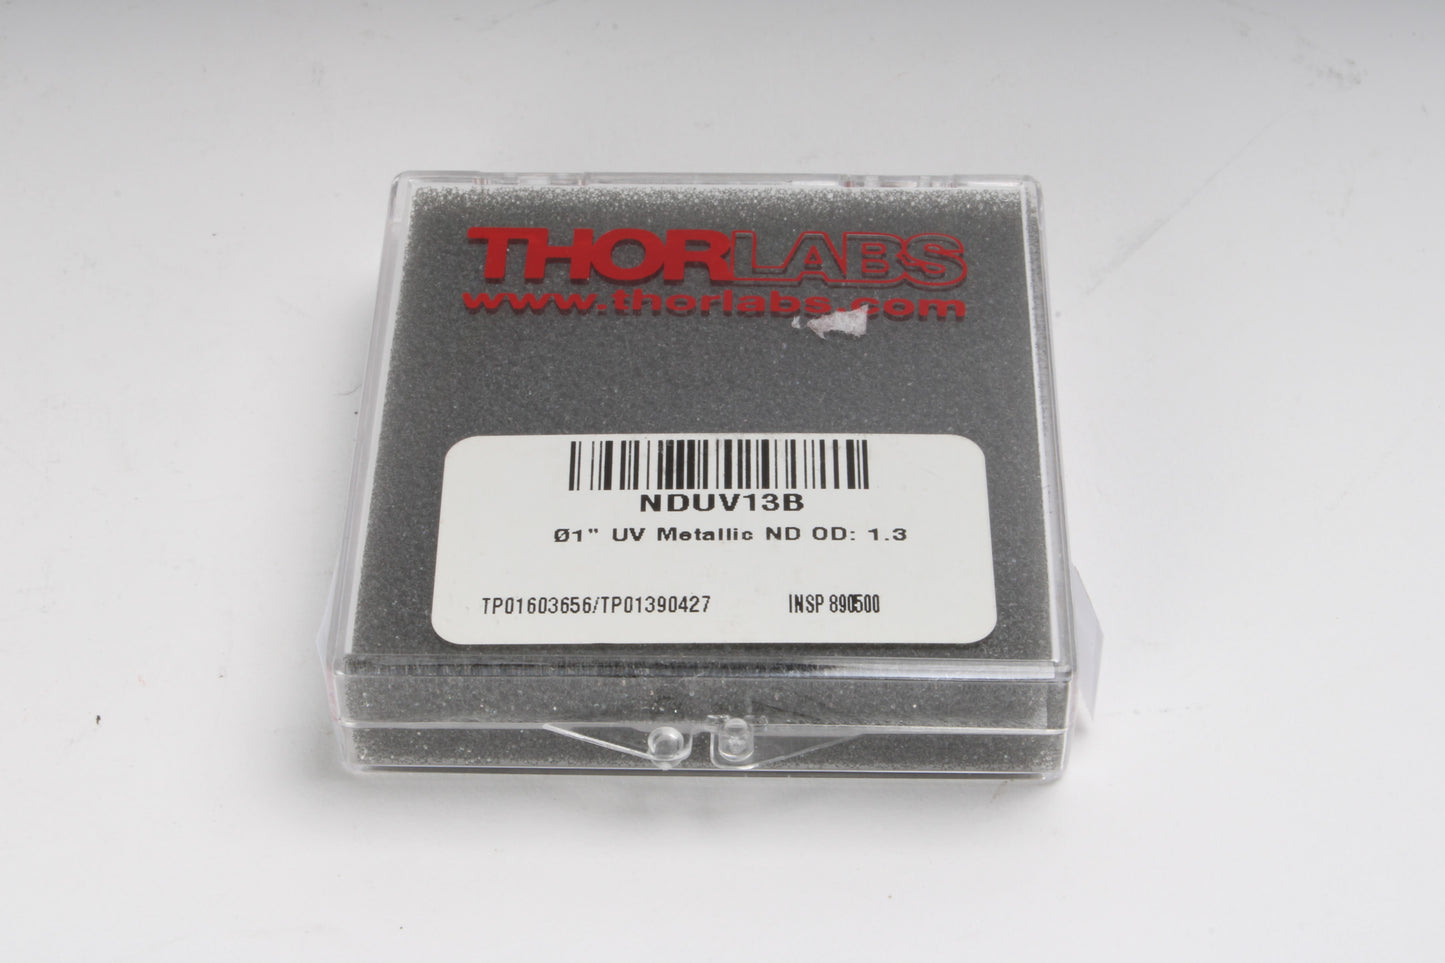 THORLABS
www.thorlabs.com
NDUV13B
Ø1" UV Metallic ND OD: 1.3
TP01603656/TP01390427 INSP 890500